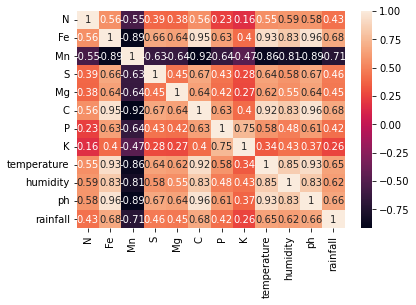 N 1 0.56 -0.55 0.39 0.38 0.56 0.23 0.16 0.55 0.59 0.58 0.43
Fe 0.56 1 -0.89 0.66 0.64 0.95 0.63 0.4 0.93 0.83 0.96 0.68
Mn -0.55 -0.89 1 -0.63 -0.64 -0.92 -0.64 -0.47 -0.86 -0.81 -0.89 -0.71
S 0.39 0.66 -0.63 1 0.45 0.67 0.43 0.28 0.64 0.58 0.67 0.46
Mg 0.38 0.64 -0.64 0.45 1 0.64 0.42 0.27 0.62 0.55 0.64 0.45
C 0.56 0.95 -0.92 0.67 0.64 1 0.63 0.4 0.92 0.83 0.96 0.68
P 0.23 0.63 -0.64 0.43 0.42 0.63 1 0.75 0.58 0.48 0.61 0.42
K 0.16 0.4 -0.47 0.28 0.27 0.4 0.75 1 0.34 0.43 0.37 0.26
temperature 0.55 0.93 -0.86 0.64 0.62 0.92 0.58 0.34 1 0.85 0.93 0.65
humidity 0.59 0.83 -0.81 0.58 0.55 0.83 0.48 0.43 0.85 1 0.83 0.62
ph 0.58 0.96 -0.89 0.67 0.64 0.96 0.61 0.37 0.93 0.83 1 0.66
rainfall 0.43 0.68 -0.71 0.46 0.45 0.68 0.42 0.26 0.65 0.62 0.66 1
N Fe Mn S Mg C P K temperature humidity ph rainfall
1.00
0.75
0.50
0.25
0.00
−0.25
−0.50
−0.75